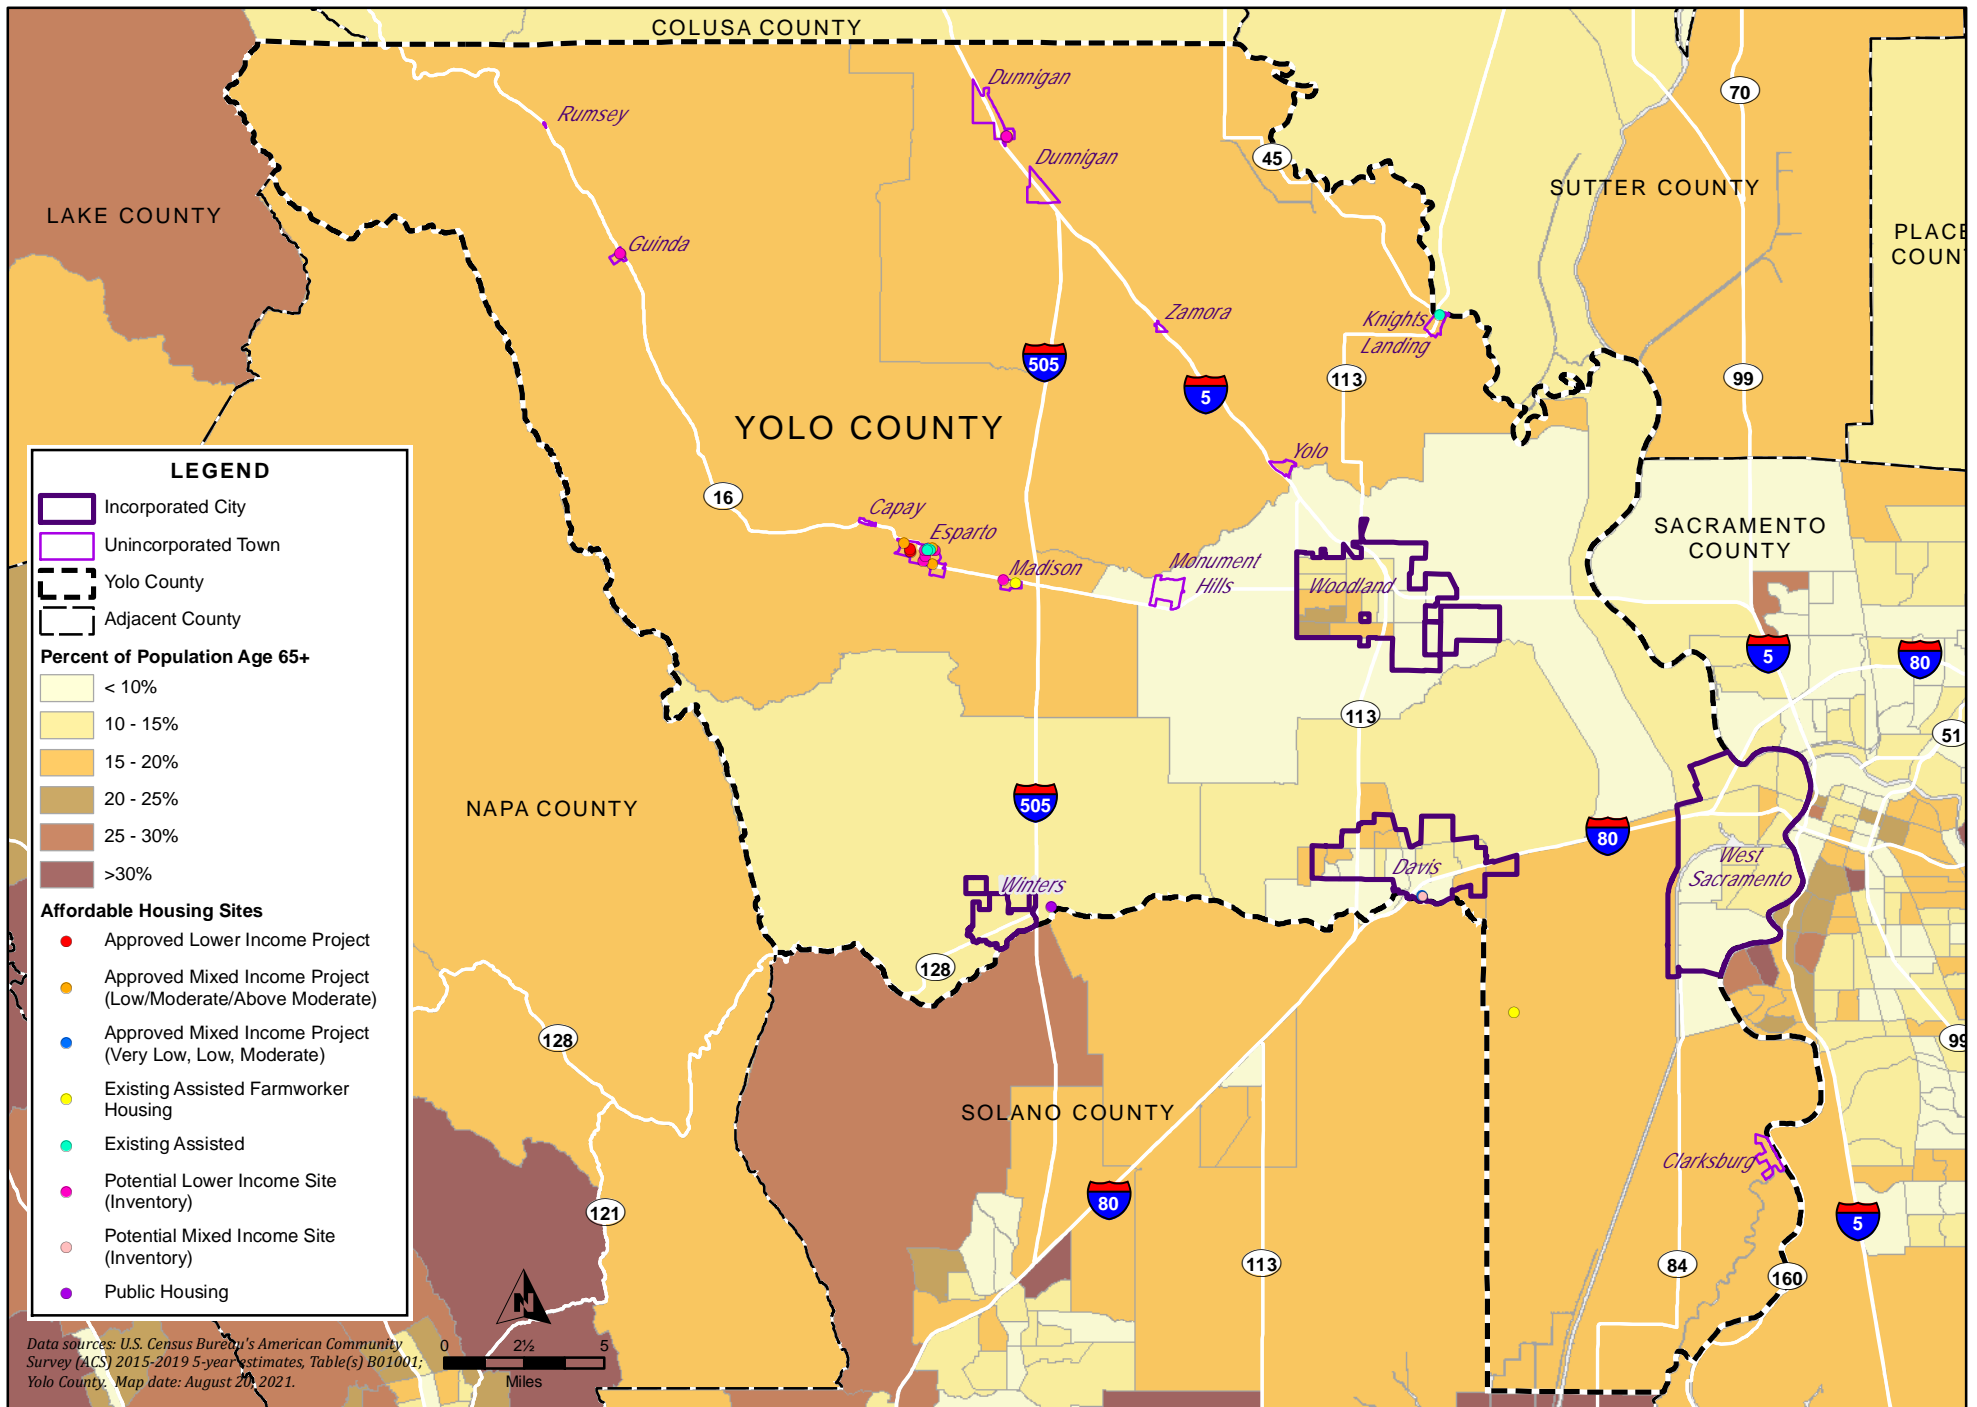 COLUSA COUNTY
Dunnigan
70
Rumsey
Dunnigan
45
SUTTER COUNTY
LAKE COUNTY
PLACE
COUN
Guinda
Zamora
Knights
Landing
505
113
99
5
YOLO COUNTY
Yolo
16
Capay
Esparto
SACRAMENTO
COUNTY
Madison
Monument
Hills
Woodland
5
80
113
51
NAPA COUNTY
505
80
West
Sacramento
Davis
Winters
128
128
99
SOLANO COUNTY
Clarksburg
80
121
5
113
84
160
LEGEND
Incorporated City
Unincorporated Town
Yolo County
Adjacent County
Percent of Population Age 65+
< 10%
10 - 15%
15 - 20%
20 - 25%
25 - 30%
>30%
Affordable Housing Sites
Approved Lower Income Project
Approved Mixed Income Project
(Low/Moderate/Above Moderate)
Approved Mixed Income Project
(Very Low, Low, Moderate)
Existing Assisted Farmworker
Housing
Existing Assisted
Potential Lower Income Site
(Inventory)
Potential Mixed Income Site
(Inventory)
Public Housing
N
0 2½ 5
Miles
Data sources: U.S. Census Bureau's American Community
Survey (ACS) 2015-2019 5-year estimates, Table(s) B01001;
Yolo County. Map date: August 20, 2021.